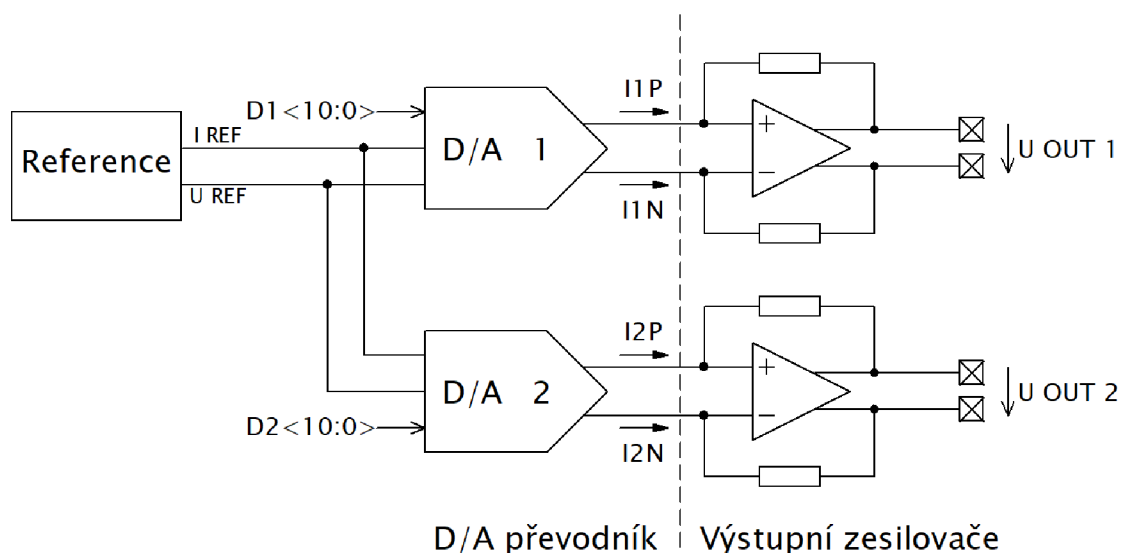 I1P
D1<10:0>
+
I REF
Reference
D/A 1
U OUT 1
U REF
−
I1N
I2P
+
D/A 2
U OUT 2
D2<10:0>
−
I2N
D/A převodník
Výstupní zesilovače